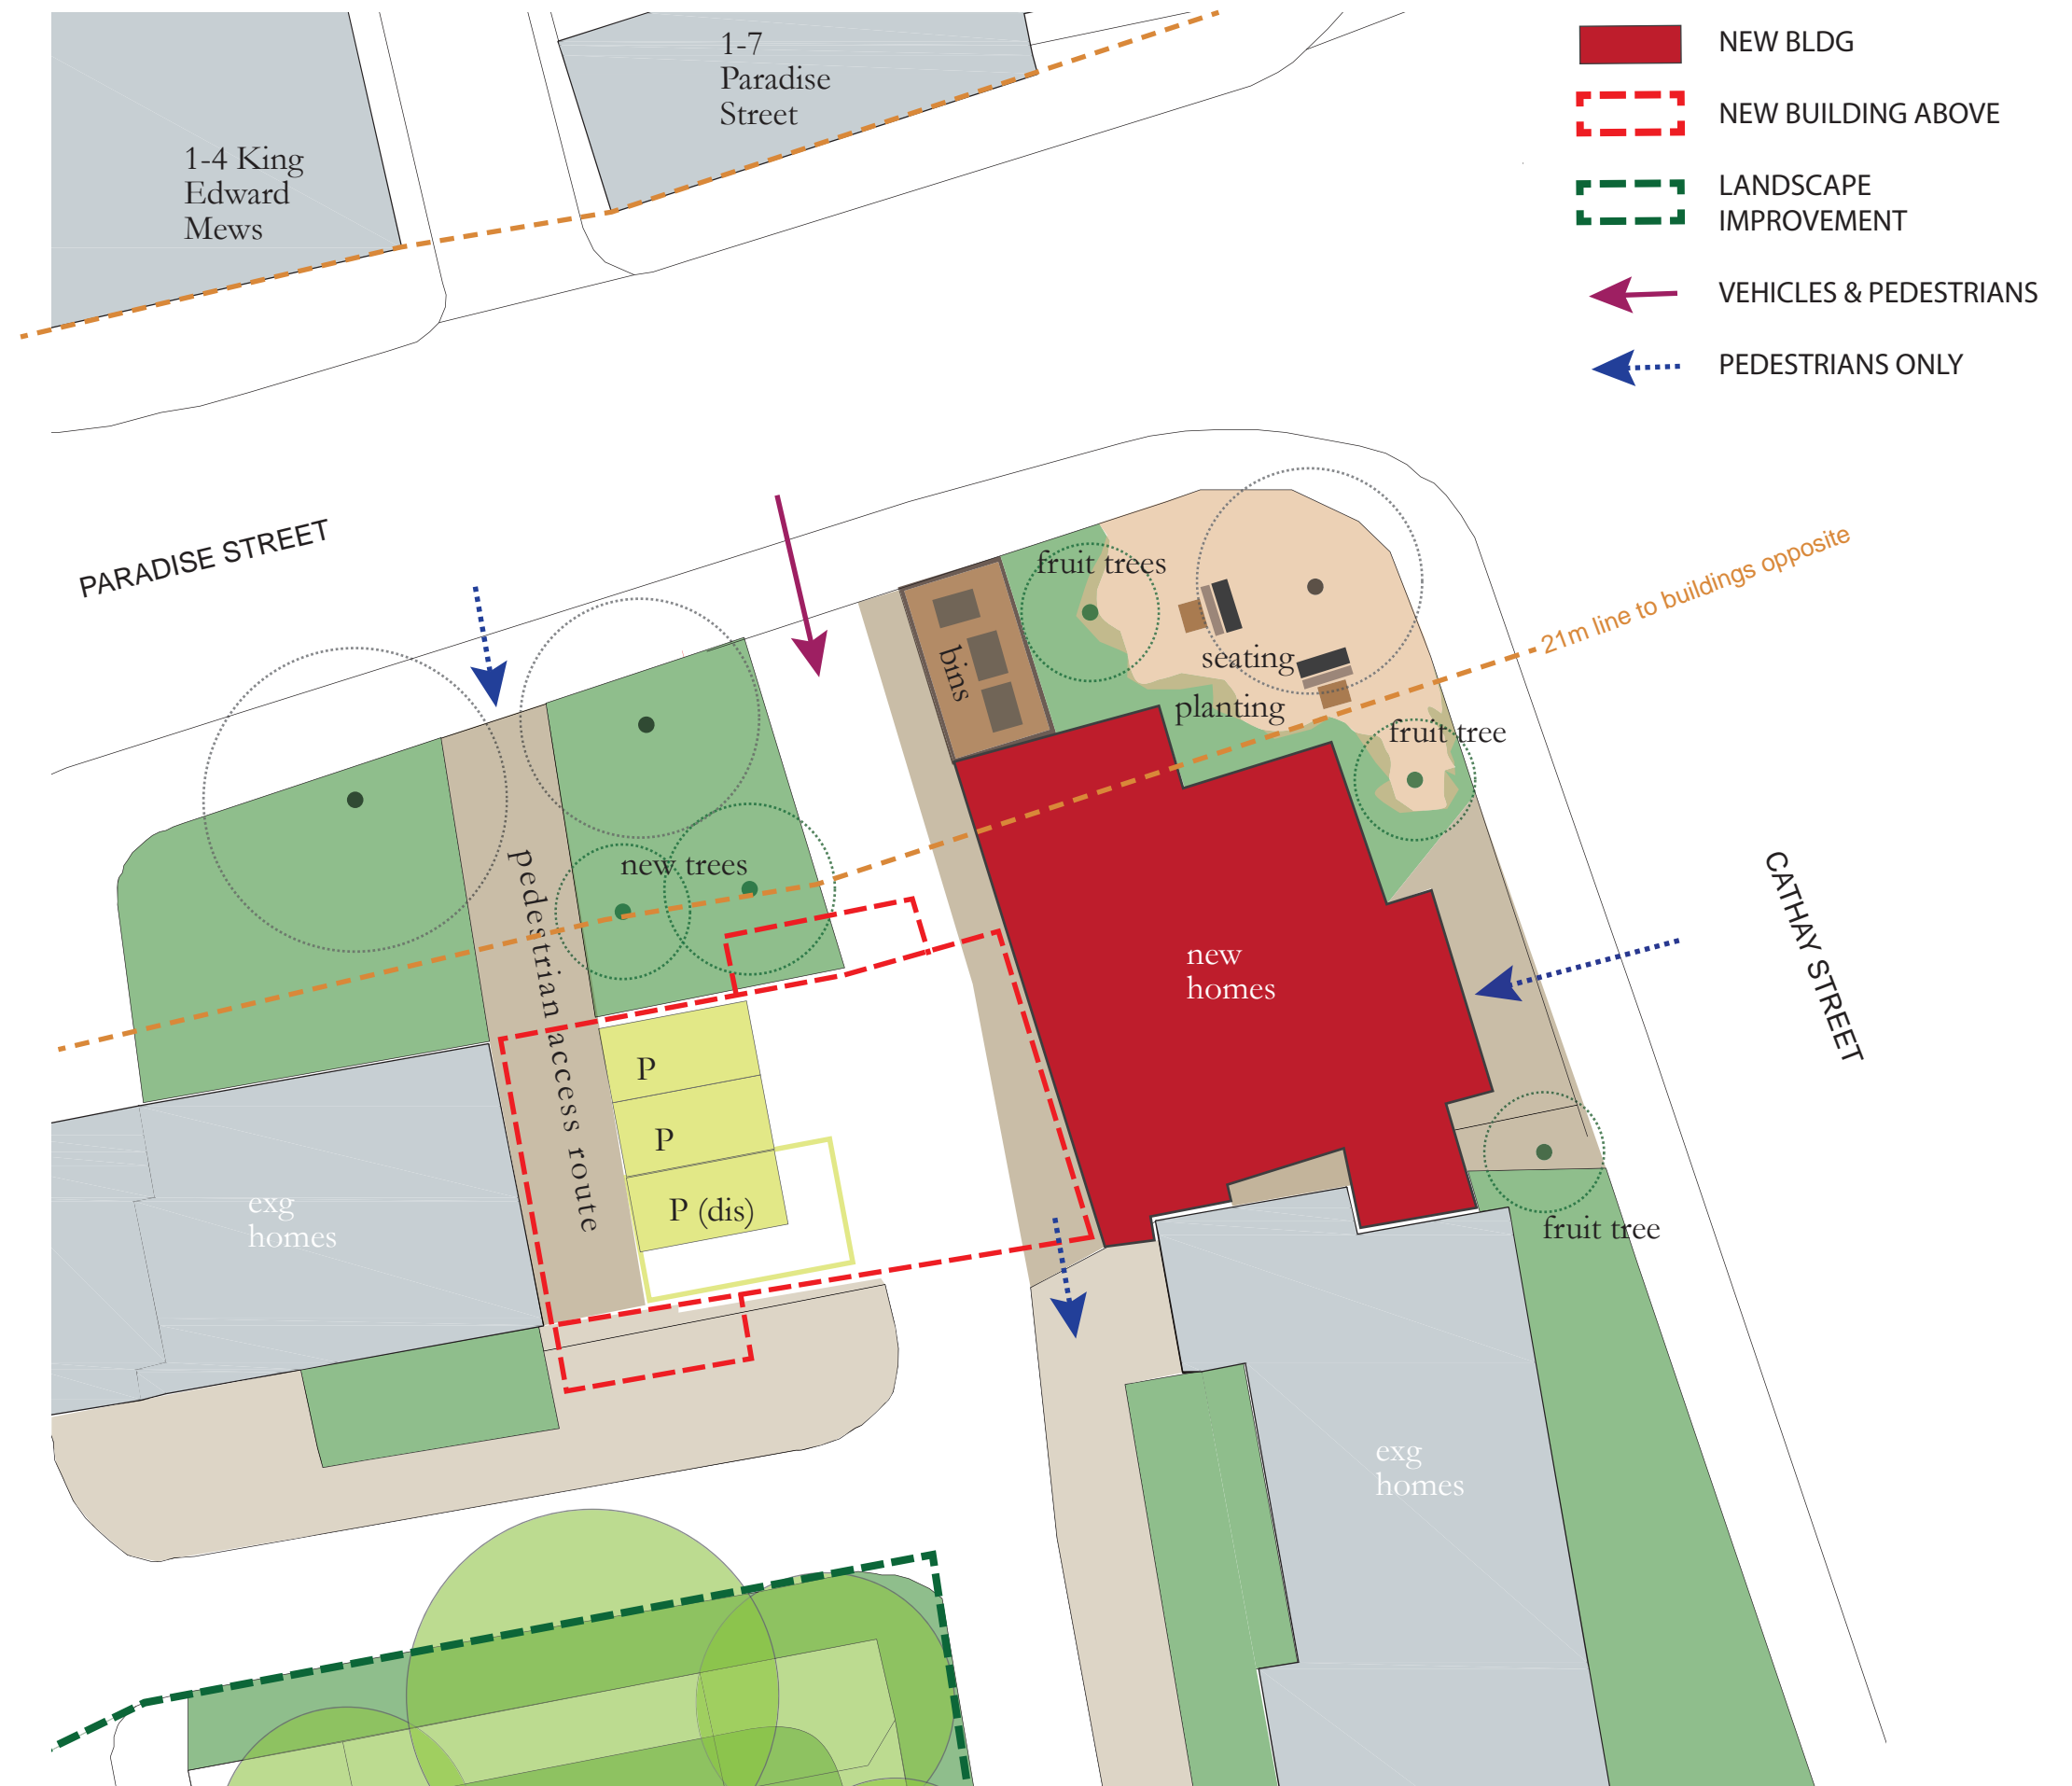 1-7
Paradise
Street
1-4 King
Edward
Mews
NEW BLDG
NEW BUILDING ABOVE
LANDSCAPE
IMPROVEMENT
VEHICLES & PEDESTRIANS
PEDESTRIANS ONLY
PARADISE STREET
21m line to buildings opposite
fruit trees
bins
seating
planting
fruit tree
new trees
pedestrian access route
CATHAY STREET
new
homes
P
P
P (dis)
exg
homes
fruit tree
exg
homes